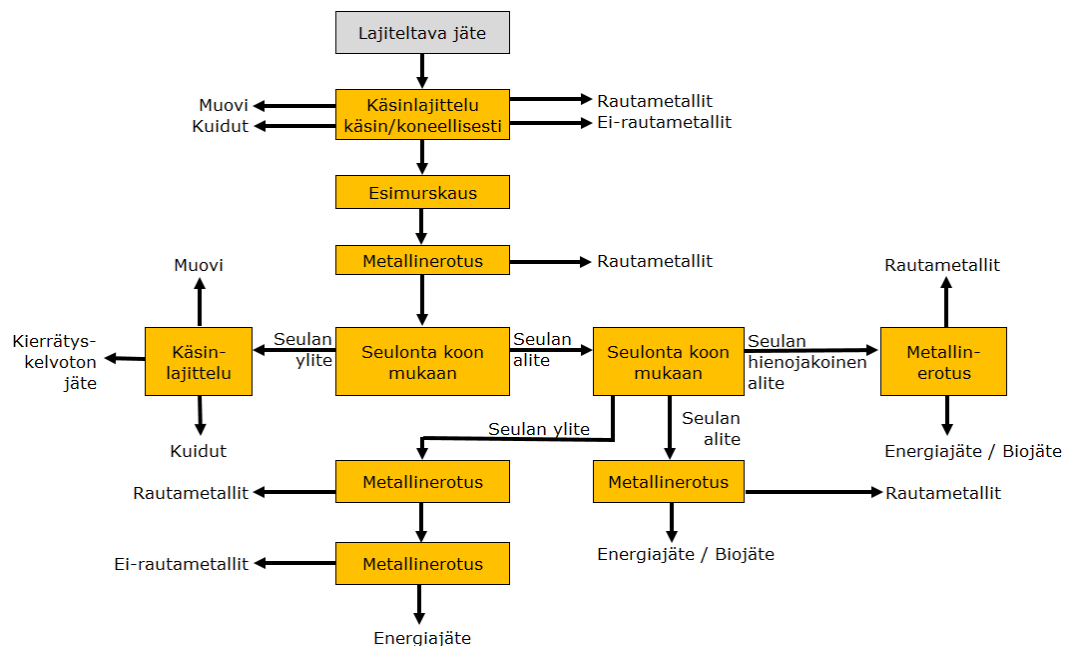 Lajiteltava jäte
Muovi
Kuidut
Käsinlajittelu
käsin/koneellisesti
Rautametallit
Ei-rautametallit
Esimurskaus
Metallinerotus
Rautametallit
Muovi
Rautametallit
Kierrätys-
kelvoton
jäte
Käsin-
lajittelu
Seulan
ylite
Seulonta koon
mukaan
Seulan
alite
Seulonta koon
mukaan
Seulan
hienojakoinen
alite
Metallin-
erotus
Kuidut
Seulan ylite
Seulan
alite
Energiajäte / Biojäte
Rautametallit
Metallinerotus
Metallinerotus
Rautametallit
Energiajäte / Biojäte
Ei-rautametallit
Metallinerotus
Energiajäte